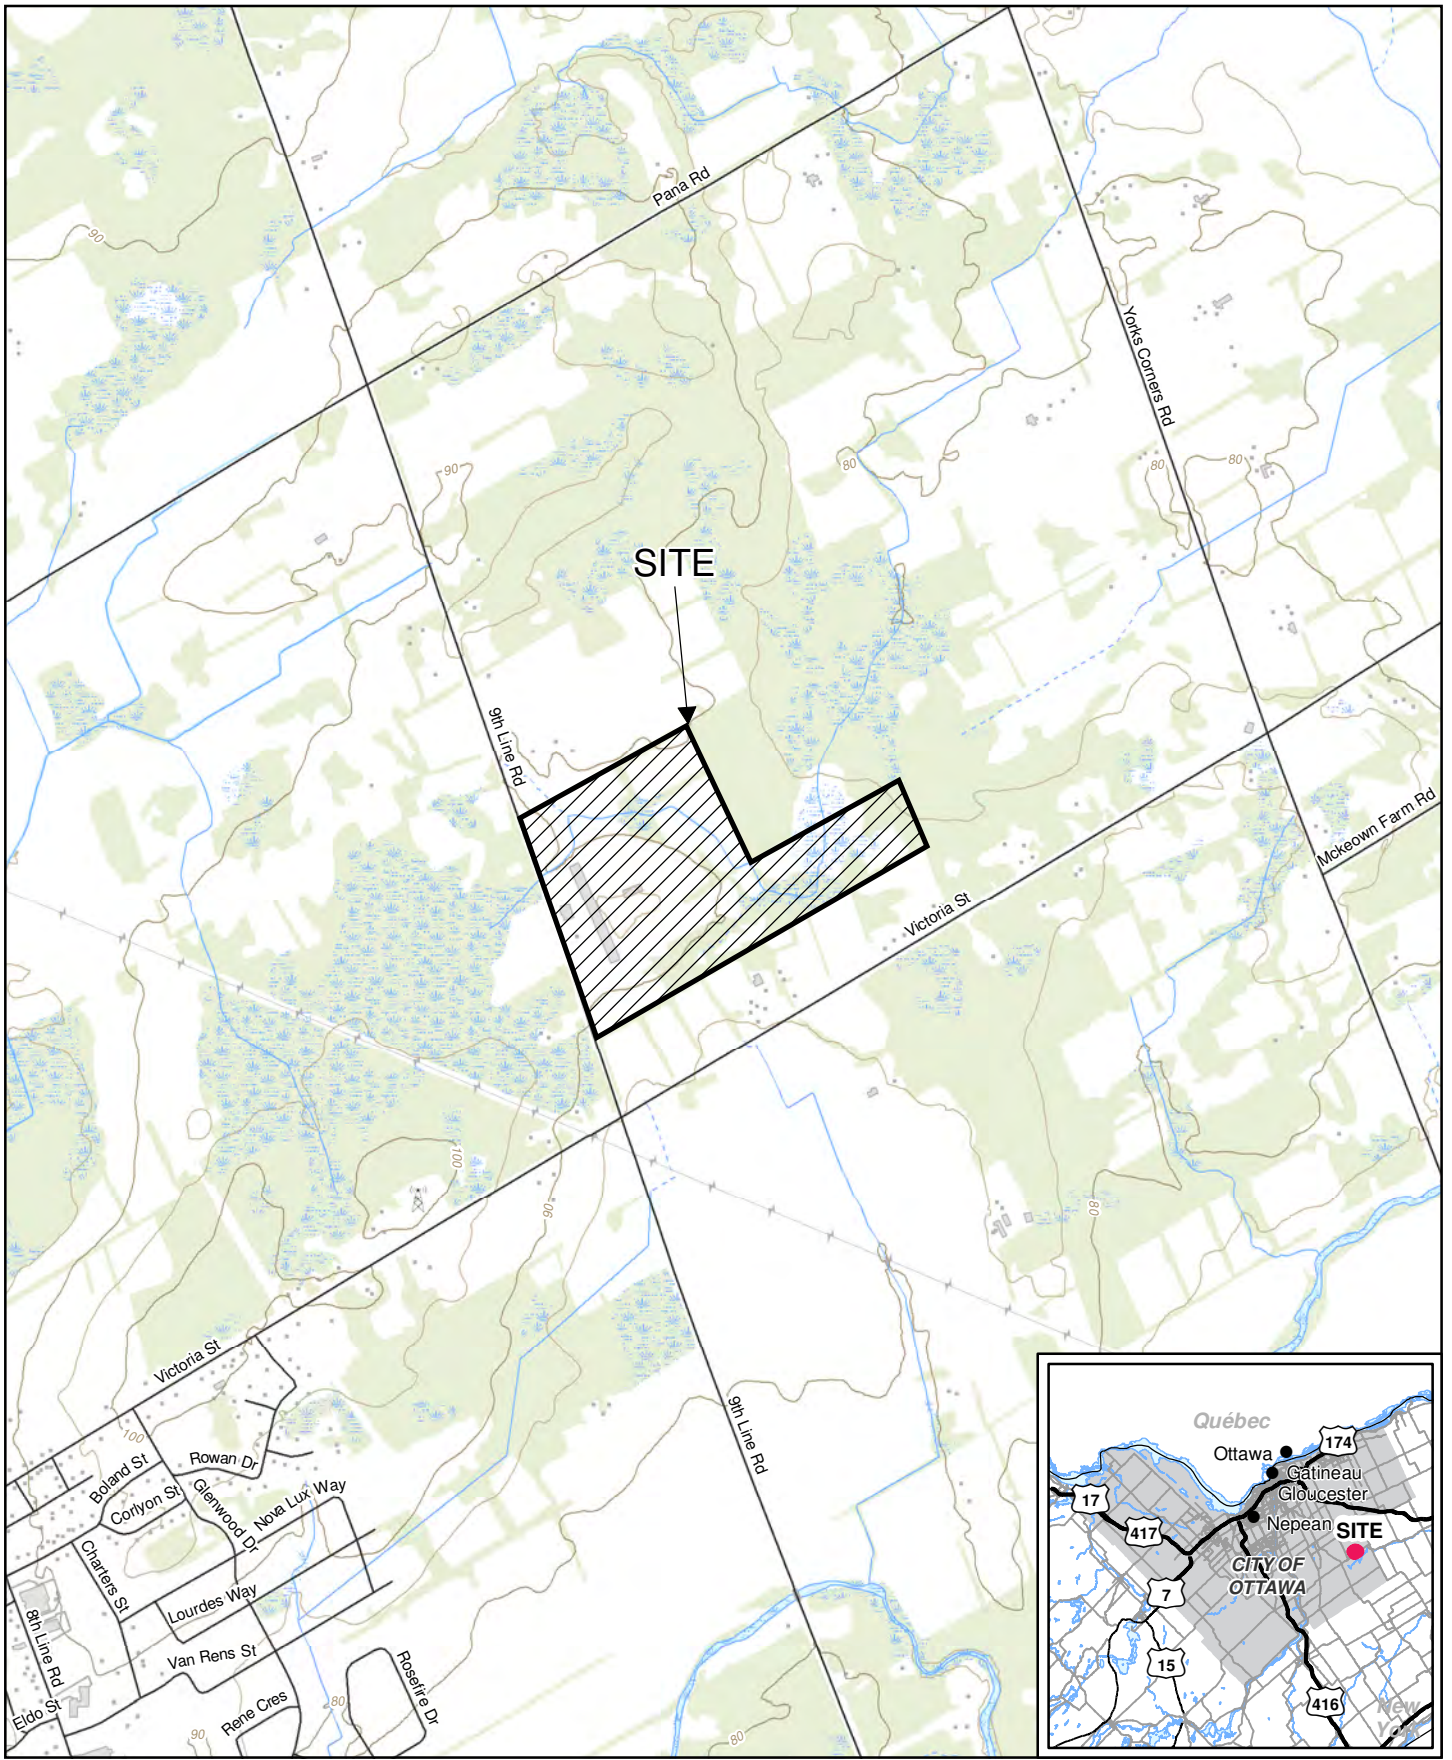 Pana Rd
90
Yorks Corners Rd
90
80
80
80
SITE
9th Line Rd
Mckeown Farm Rd
Victoria St
100
90
80
Victoria St
9th Line Rd
100
Boland St
Rowan Dr
Corlyon St
Glenwood Dr
Nova Lux Way
Charters St
Lourdes Way
8th Line Rd
Van Rens St
Rosefire Dr
Rene Cres
Eldo St
90
80
80
Québec
174
Ottawa
Gatineau
Gloucester
17
417
Nepean
SITE
CITY OF
OTTAWA
7
15
416
New
York